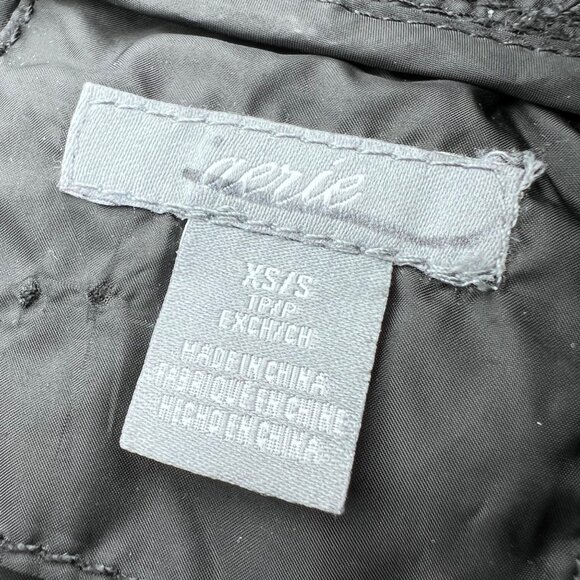 aerie
XS/S
TP/P
EXCH/CH
MADE IN CHINA
FABRIQUE EN CHINE
HECHO EN CHINA